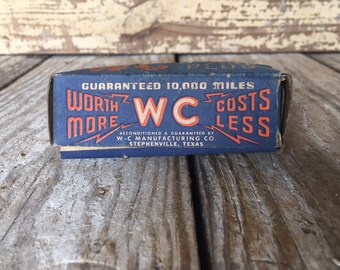 GUARANTEED 10,000 MILES
WORTH MORE
WC
COSTS LESS
RECONDITIONED & GUARANTEED BY
W-C MANUFACTURING CO.
STEPHENVILLE, TEXAS